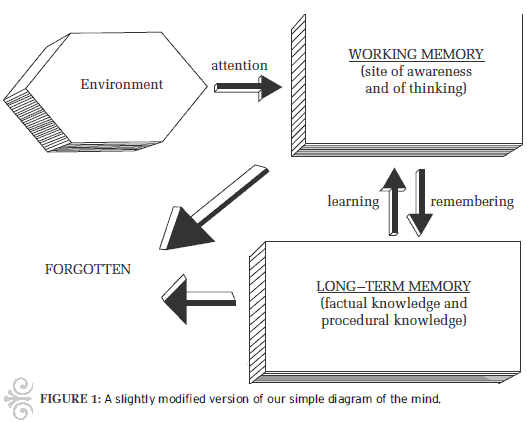 Environment
attention
WORKING MEMORY
(site of awareness
and of thinking)
learning
remembering
FORGOTTEN
LONG–TERM MEMORY
(factual knowledge and
procedural knowledge)
FIGURE 1: A slightly modified version of our simple diagram of the mind.